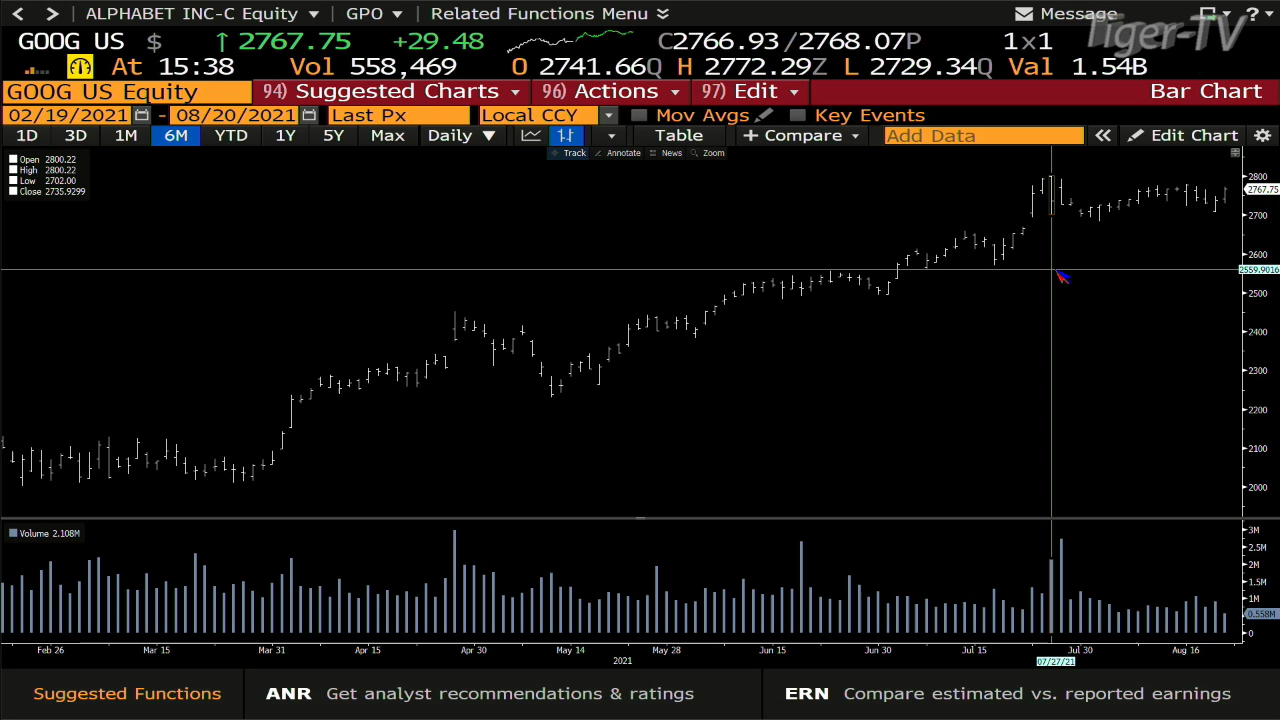 ALPHABET INC-C Equity GPO Related Functions Menu Message ?
Tiger-TV
GOOG US $ ↑ 2767.75 +29.48 C2766.93 /2768.07P 1x1
At 15:38 Vol 558,469 O 2741.66Q H 2772.29Z L 2729.34Q Val 1.54B
GOOG US Equity 94) Suggested Charts 96) Actions 97) Edit Bar Chart
02/19/2021 - 08/20/2021 Last Px Local CCY Mov Avgs Key Events
1D 3D 1M 6M YTD 1Y 5Y Max Daily ▼ Table + Compare Add Data « Edit Chart
Track Annotate News Zoom
Open 2800.22
High 2800.22
Low 2702.00
Close 2735.9299
2800
2767.75
2700
2600
2559.9016
2500
2400
2300
2200
2100
2000
Volume 2.108M
3M
2.5M
2M
1.5M
1M
0.558M
0
Feb 26 Mar 15 Mar 31 Apr 15 Apr 30 May 14 May 28 Jun 15 Jun 30 Jul 15 Jul 30 Aug 16
2021 07/27/21
Suggested Functions ANR Get analyst recommendations & ratings ERN Compare estimated vs. reported earnings